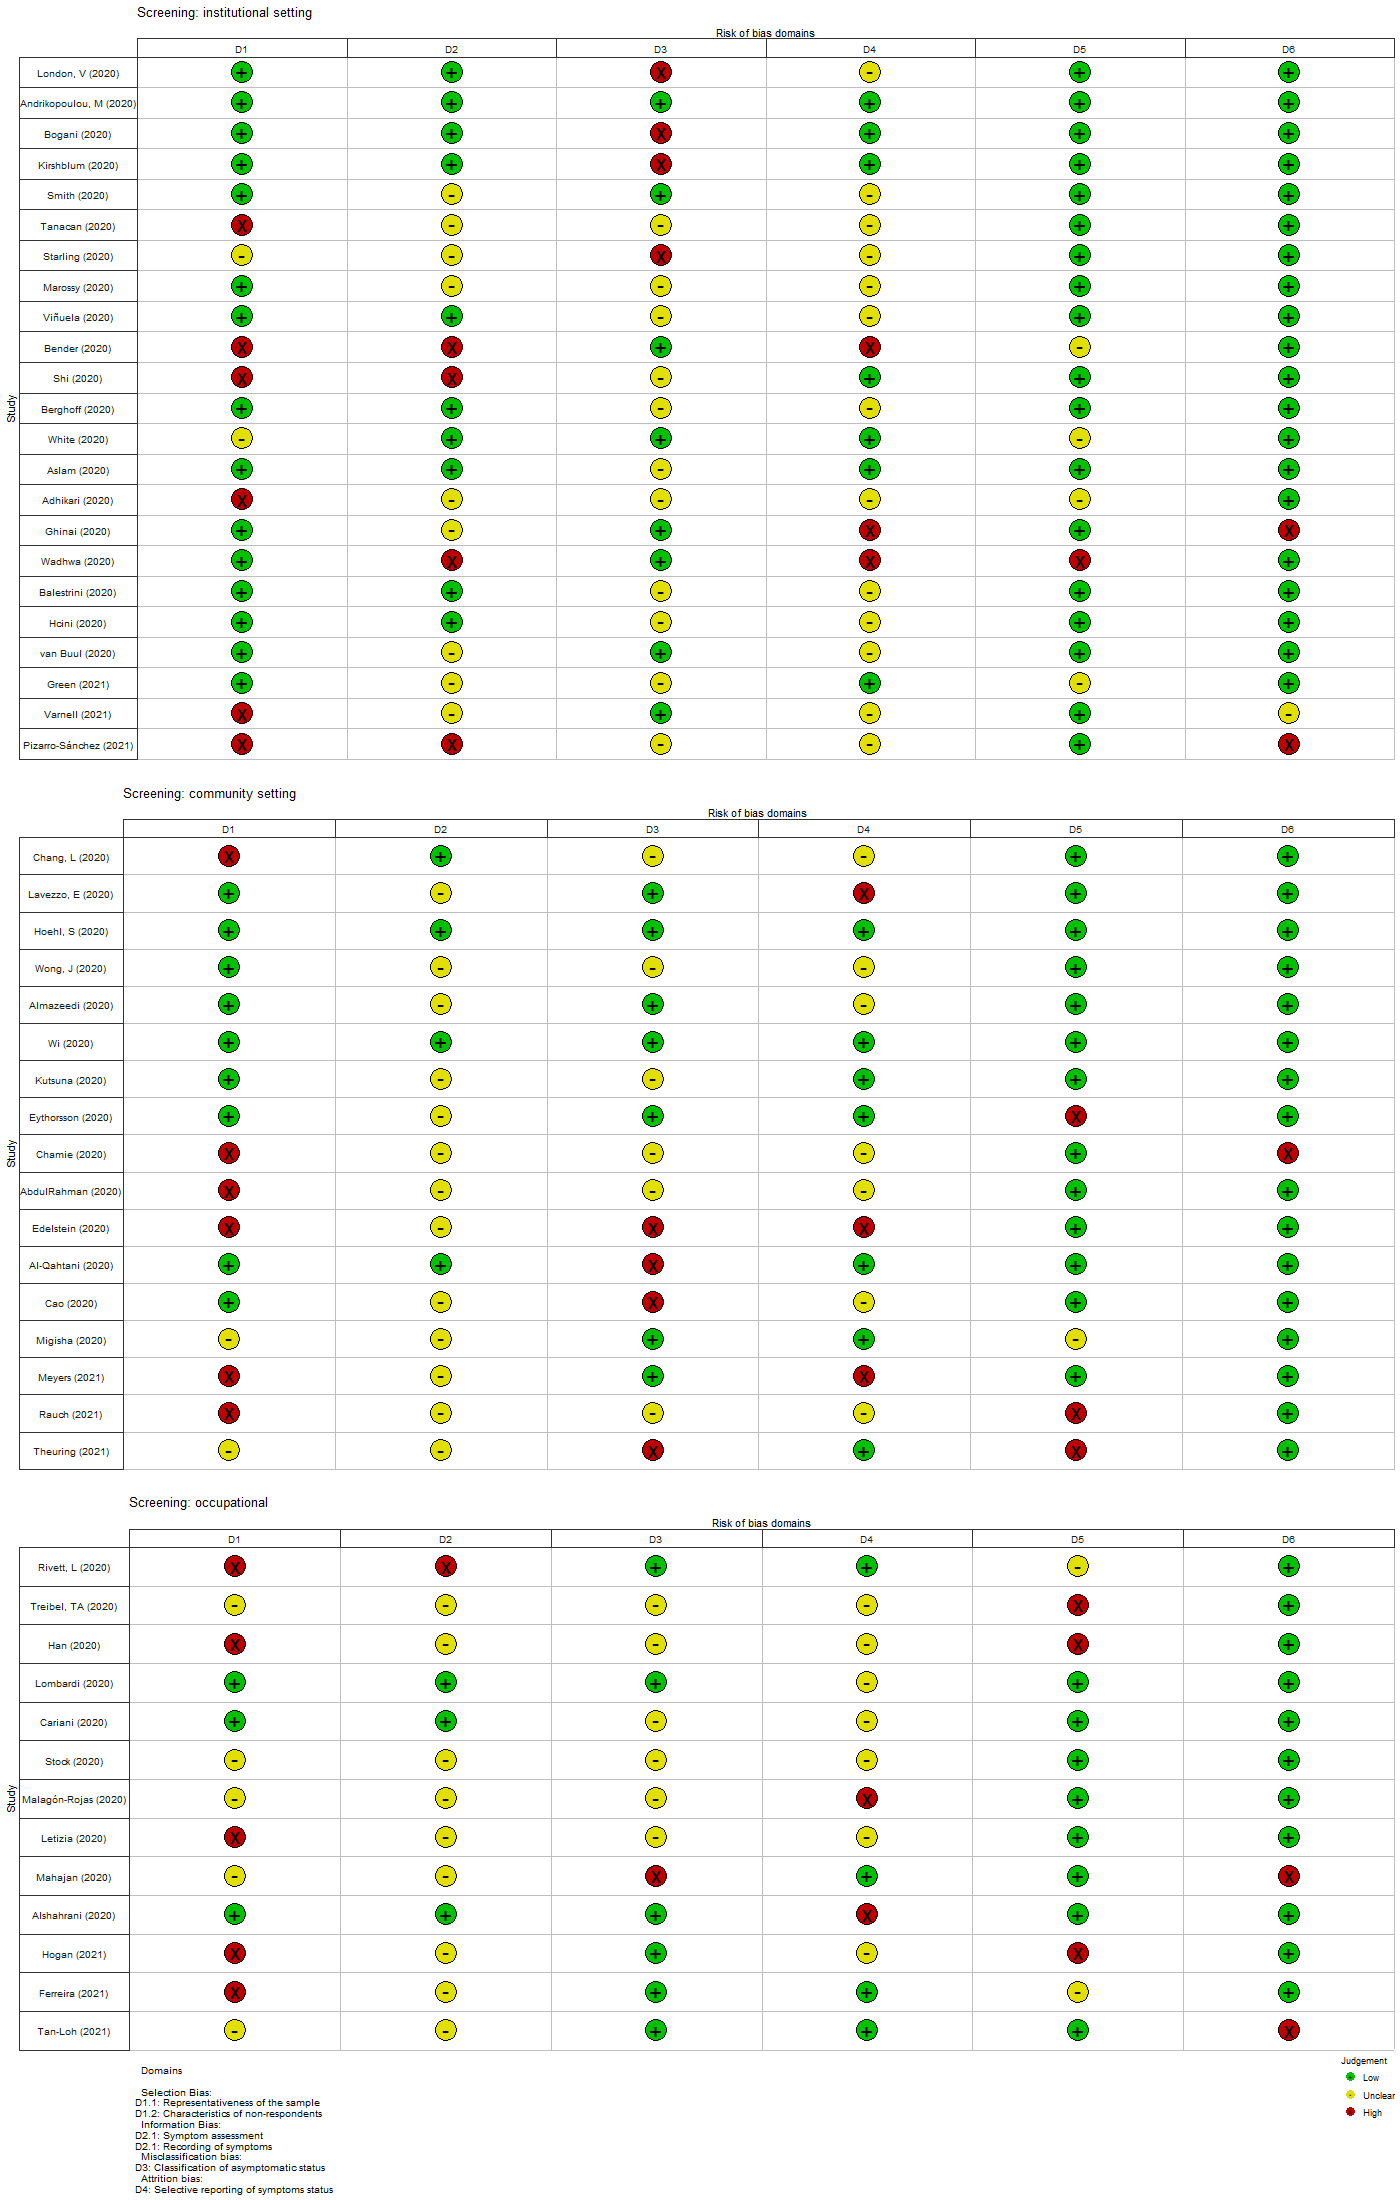 Screening: institutional setting
Risk of bias domains
D1 D2 D3 D4 D5 D6
Study
London, V (2020) + + X - + +
Andrikopoulou, M (2020) + + + + + +
Bogani (2020) + + X + + +
Kirshblum (2020) + + X + + +
Smith (2020) + - + - + +
Tanacan (2020) X - - - + +
Starling (2020) - - X - + +
Marossy (2020) + - - - + +
Viñuela (2020) + + - - + +
Bender (2020) X X + X - +
Shi (2020) X X - + + +
Berghoff (2020) + + - - + +
White (2020) - + + + - +
Aslam (2020) + + - + + +
Adhikari (2020) X - - - - +
Ghinai (2020) + - + X + X
Wadhwa (2020) + X + X X +
Balestrini (2020) + + - - + +
Hcini (2020) + + - - + +
van Buul (2020) + - + - + +
Green (2021) + - - + - +
Varnell (2021) X - + - + -
Pizarro-Sánchez (2021) X X - - + X
Screening: community setting
Risk of bias domains
D1 D2 D3 D4 D5 D6
Study
Chang, L (2020) X + - - + +
Lavezzo, E (2020) + - + X + +
Hoehl, S (2020) + + + + + +
Wong, J (2020) + - - - + +
Almazeedi (2020) + - + - + +
Wi (2020) + + + + + +
Kutsuna (2020) + - - + + +
Eythorsson (2020) + - + + X +
Chamie (2020) X - - - + X
AbdulRahman (2020) X - - - + +
Edelstein (2020) X - X X + +
Al-Qahtani (2020) + + X + + +
Cao (2020) + - X - + +
Migisha (2020) - - + + - +
Meyers (2021) X - + X + +
Rauch (2021) X - - - X +
Theuring (2021) - - X + X +
Screening: occupational
Risk of bias domains
D1 D2 D3 D4 D5 D6
Study
Rivett, L (2020) X X + + - +
Treibel, TA (2020) - - - - X +
Han (2020) X - - - X +
Lombardi (2020) + + + - + +
Cariani (2020) + + - - + +
Stock (2020) - - - - + +
Malagón-Rojas (2020) - - - X + +
Letizia (2020) X - - - + +
Mahajan (2020) - - X + + X
Alshahrani (2020) + + + X + +
Hogan (2021) X - + - X +
Ferreira (2021) X - + + - +
Tan-Loh (2021) - - + + + X
Domains
Selection Bias:
D1.1: Representativeness of the sample
D1.2: Characteristics of non-respondents
Information Bias:
D2.1: Symptom assessment
D2.1: Recording of symptoms
Misclassification bias:
D3: Classification of asymptomatic status
Attrition bias:
D4: Selective reporting of symptoms status
Judgement
Low
Unclear
High